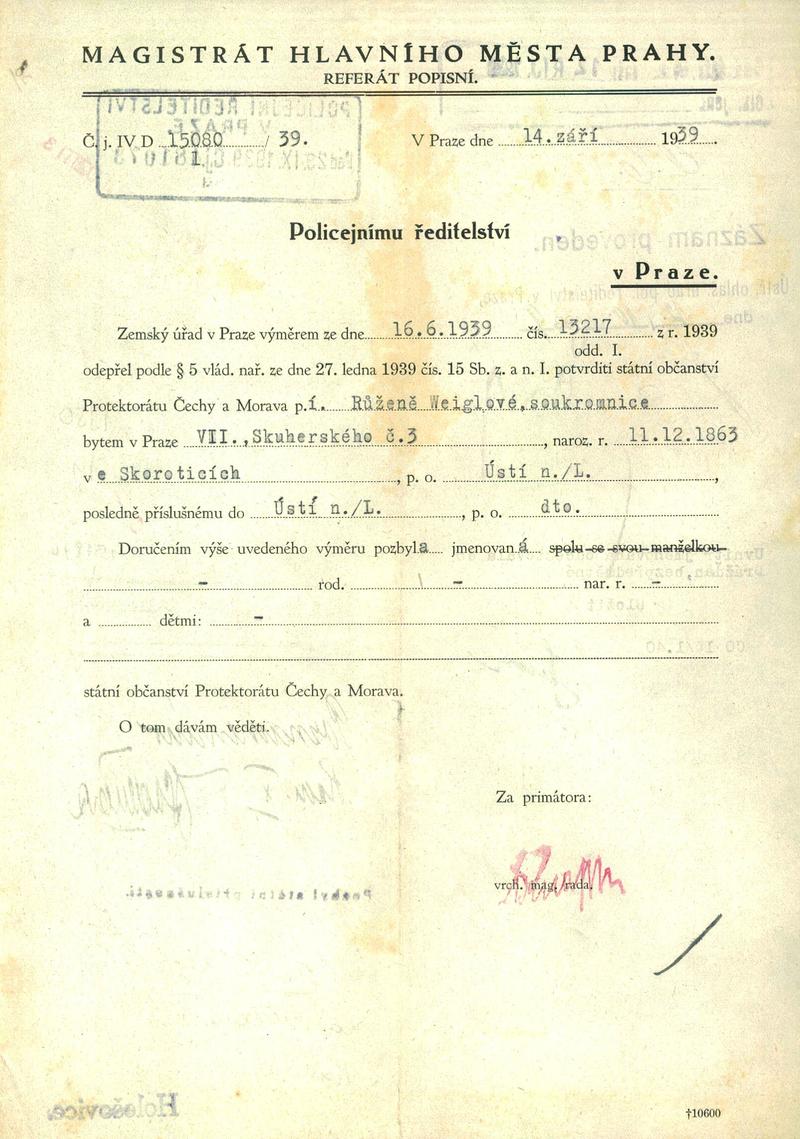 MAGISTRÁT HLAVNÍHO MĚSTA PRAHY.
REFERÁT POPISNÍ.
Č. j. IV D 15080 / 39.
1.
V Praze dne 14. září 1939
Policejnímu ředitelství
v Praze.
Zemský úřad v Praze výměrem ze dne 16.6.1939 čís. 13217 z r. 1939
odd. I.
odepřel podle § 5 vlád. nař. ze dne 27. ledna 1939 čís. 15 Sb. z. a n. I. potvrditi státní občanství
Protektorátu Čechy a Morava p.í. Růženě Weiglové, soukromnice
bytem v Praze VII., Skuherského č.3, naroz. r. 11.12.1863
v e Skoroticích, p. o. Ústí n./L.,
posledně příslušnému do Ústí n./L., p. o. dto.
Doručením výše uvedeného výměru pozbyla jmenovaná spolu se svou manželkou
- rod. - nar. r. -
a dětmi: -
státní občanství Protektorátu Čechy a Morava.
O tom dávám věděti.
Za primátora:
vrch. mag. rada.
Holešovice
†10600